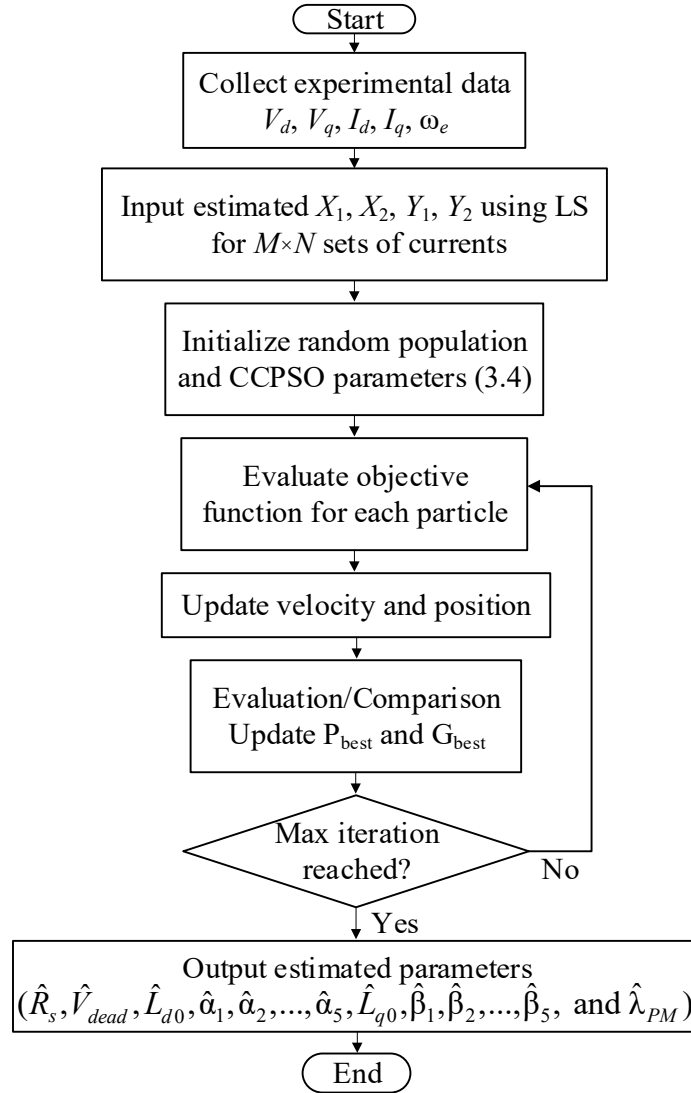 Start
Collect experimental data
V_d, V_q, I_d, I_q, ω_e
Input estimated X_1, X_2, Y_1, Y_2 using LS
for M×N sets of currents
Initialize random population
and CCPSO parameters (3.4)
Evaluate objective
function for each particle
Update velocity and position
Evaluation/Comparison
Update P_best and G_best
Max iteration
reached?
No
Yes
Output estimated parameters
(R̂_s, V̂_dead, L̂_d0, α̂_1, α̂_2,..., α̂_5, L̂_q0, β̂_1, β̂_2,..., β̂_5, and λ̂_PM)
End